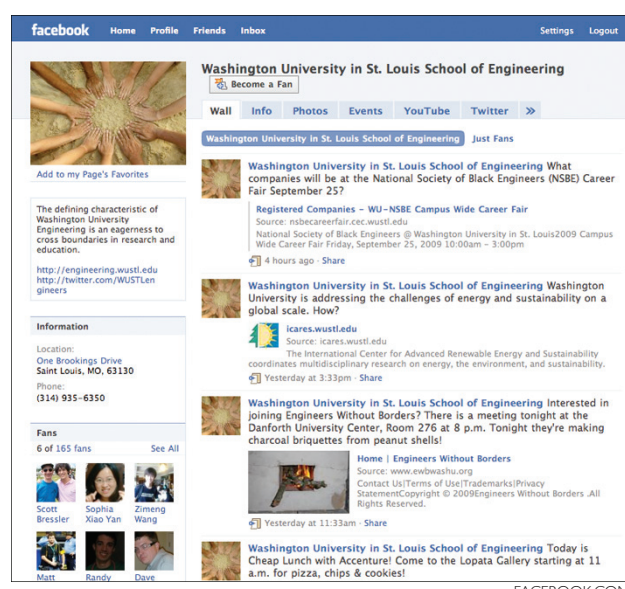 facebook Home Profile Friends Inbox Settings Logout
Washington University in St. Louis School of Engineering
Become a Fan
Wall Info Photos Events YouTube Twitter »
Washington University in St. Louis School of Engineering Just Fans
Add to my Page's Favorites
The defining characteristic of
Washington University
Engineering is an eagerness to
cross boundaries in research and
education.
http://engineering.wustl.edu
http://twitter.com/WUSTLen
gineers
Information
Location:
One Brookings Drive
Saint Louis, MO, 63130
Phone:
(314) 935-6350
Fans
6 of 165 fans See All
Scott
Bressler
Sophia
Xiao Yan
Zimeng
Wang
Matt
Randy
Dave
Washington University in St. Louis School of Engineering What
companies will be at the National Society of Black Engineers (NSBE) Career
Fair September 25?
Registered Companies - WU-NSBE Campus Wide Career Fair
Source: nsbecareerfair.cec.wustl.edu
National Society of Black Engineers @ Washington University in St. Louis2009 Campus
Wide Career Fair Friday, September 25, 2009 10:00am - 3:00pm
4 hours ago · Share
Washington University in St. Louis School of Engineering Washington
University is addressing the challenges of energy and sustainability on a
global scale. How?
icares.wustl.edu
Source: icares.wustl.edu
The International Center for Advanced Renewable Energy and Sustainability
coordinates multidisciplinary research on energy, the environment, and sustainability.
Yesterday at 3:33pm · Share
Washington University in St. Louis School of Engineering Interested in
joining Engineers Without Borders? There is a meeting tonight at the
Danforth University Center, Room 276 at 8 p.m. Tonight they're making
charcoal briquettes from peanut shells!
Home | Engineers Without Borders
Source: www.ewbwashu.org
Contact Us|Terms of Use|Trademarks|Privacy
StatementCopyright © 2009Engineers Without Borders .All
Rights Reserved.
Yesterday at 11:33am · Share
Washington University in St. Louis School of Engineering Today is
Cheap Lunch with Accenture! Come to the Lopata Gallery starting at 11
a.m. for pizza, chips & cookies!